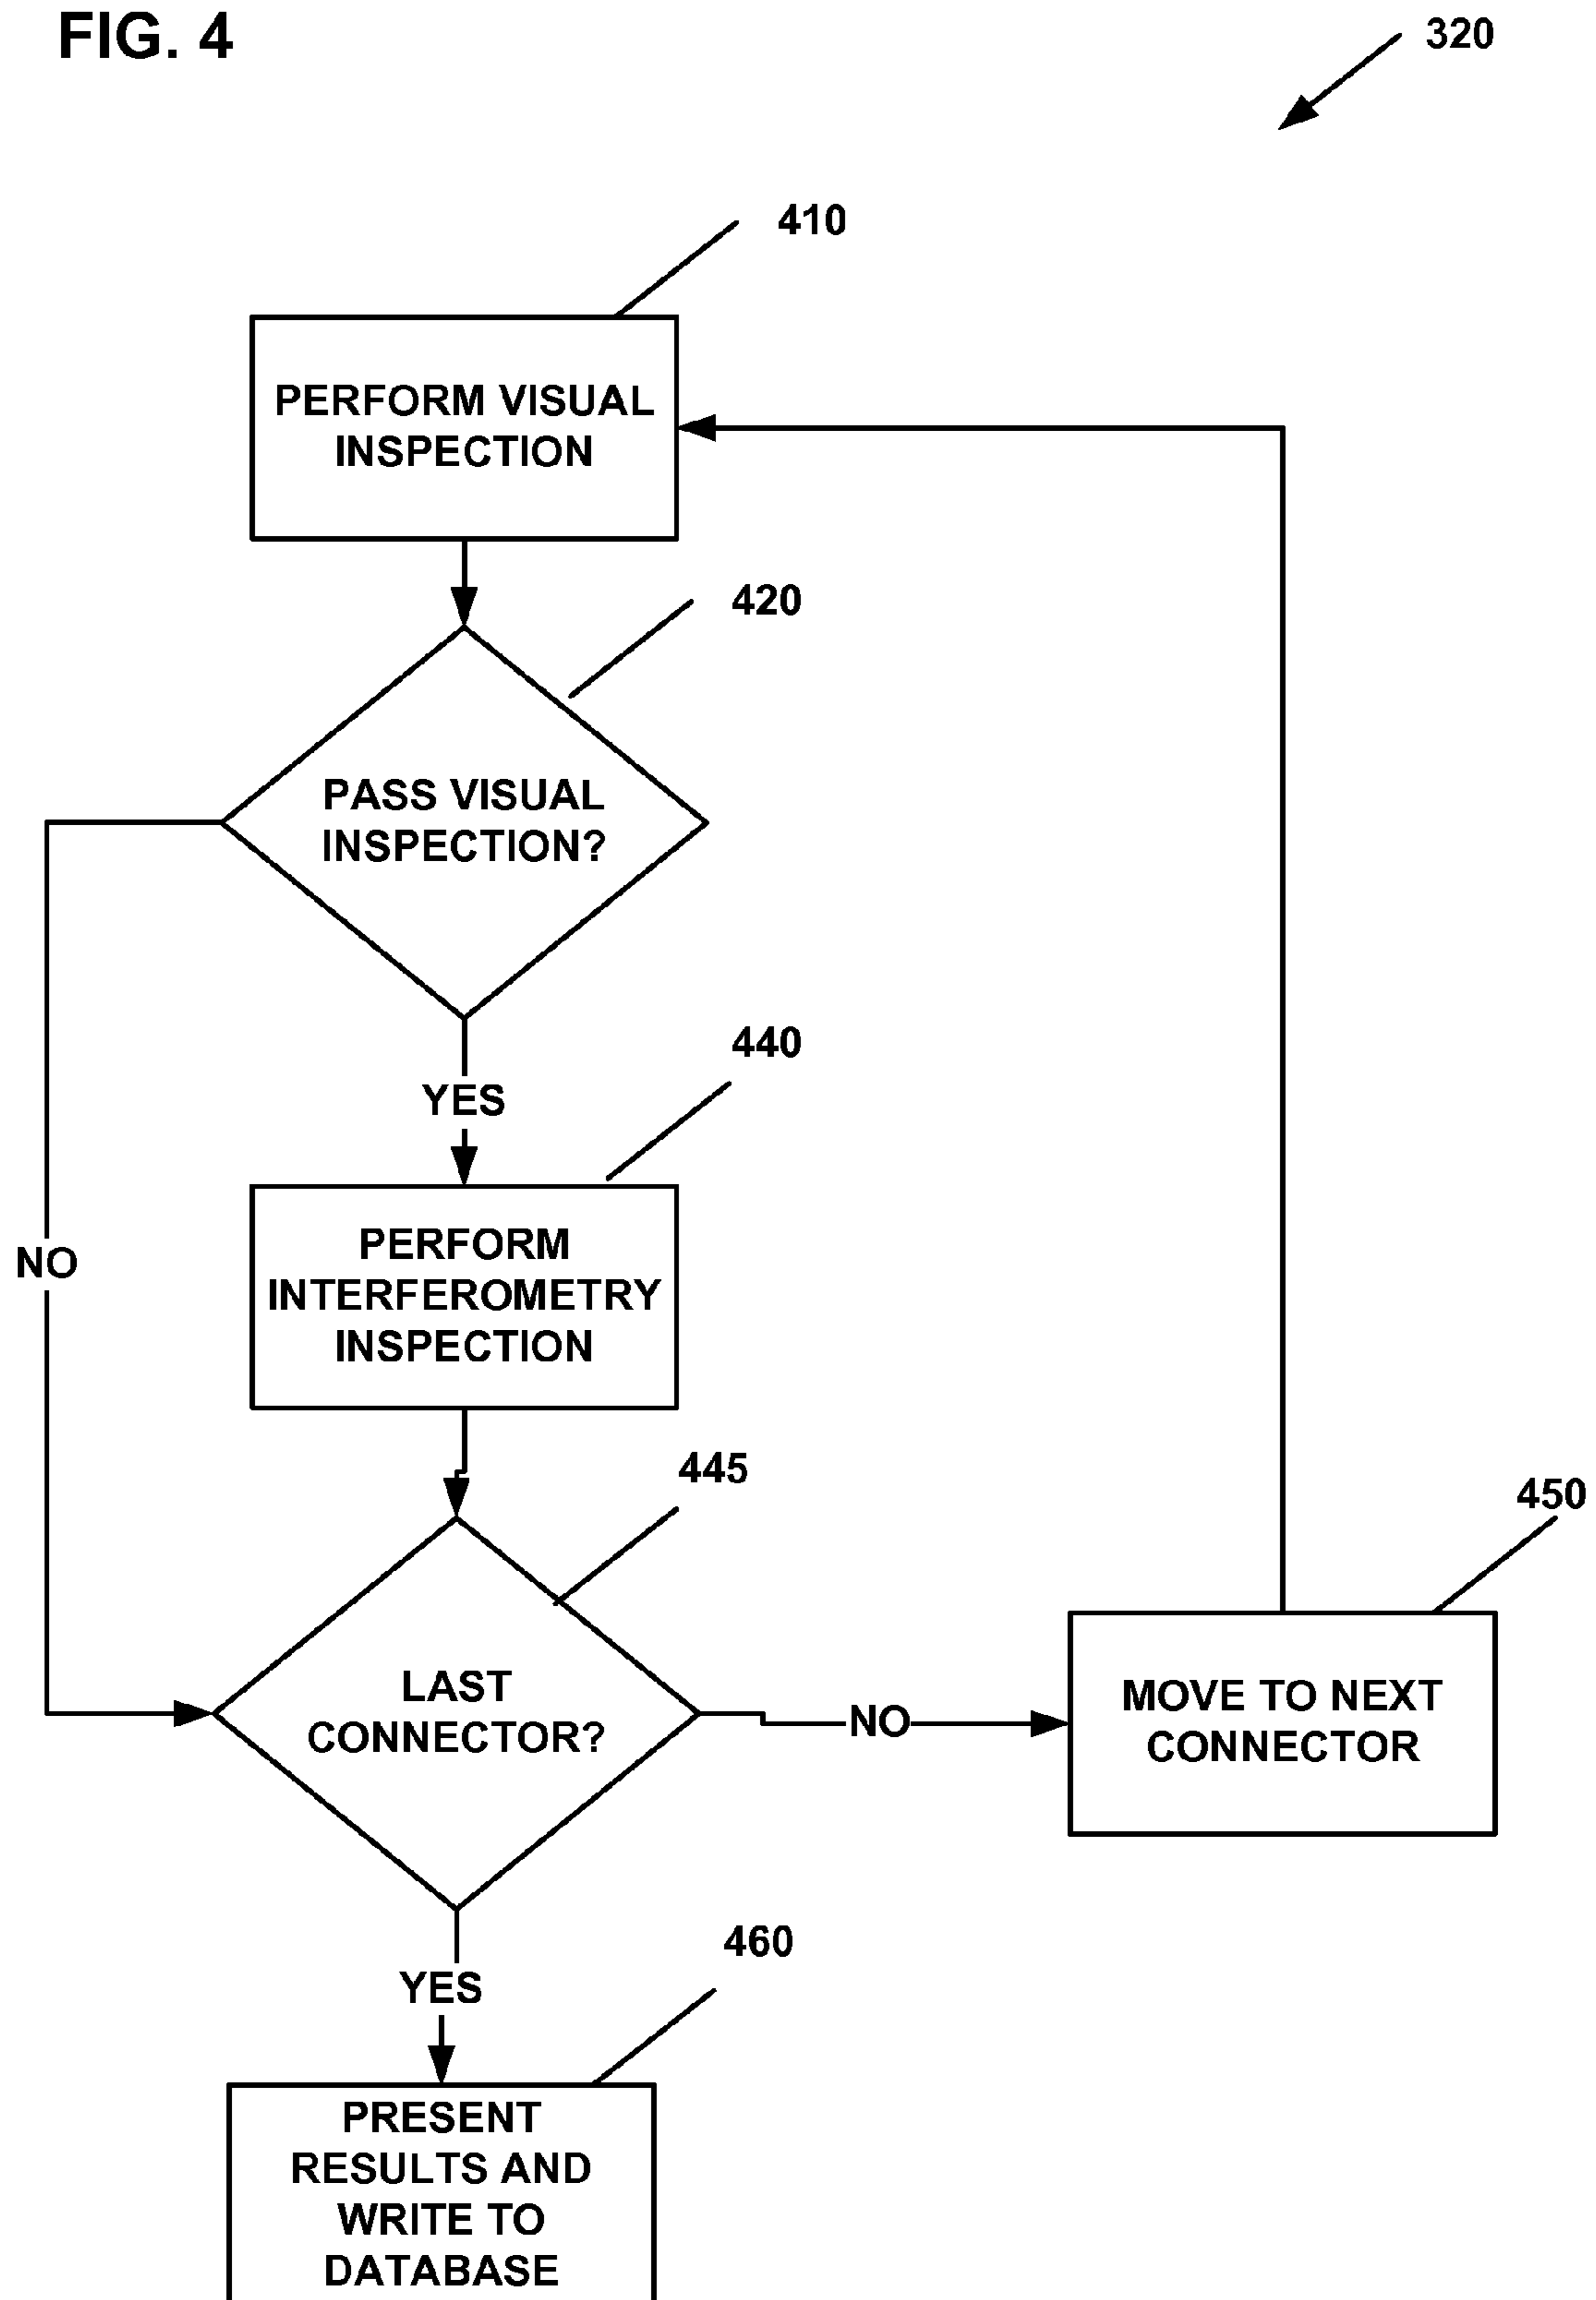 FIG. 4
320
410
PERFORM VISUAL
INSPECTION
420
PASS VISUAL
INSPECTION?
440
YES
NO
PERFORM
INTERFEROMETRY
INSPECTION
445
450
LAST
CONNECTOR?
NO
MOVE TO NEXT
CONNECTOR
460
YES
PRESENT
RESULTS AND
WRITE TO
DATABASE